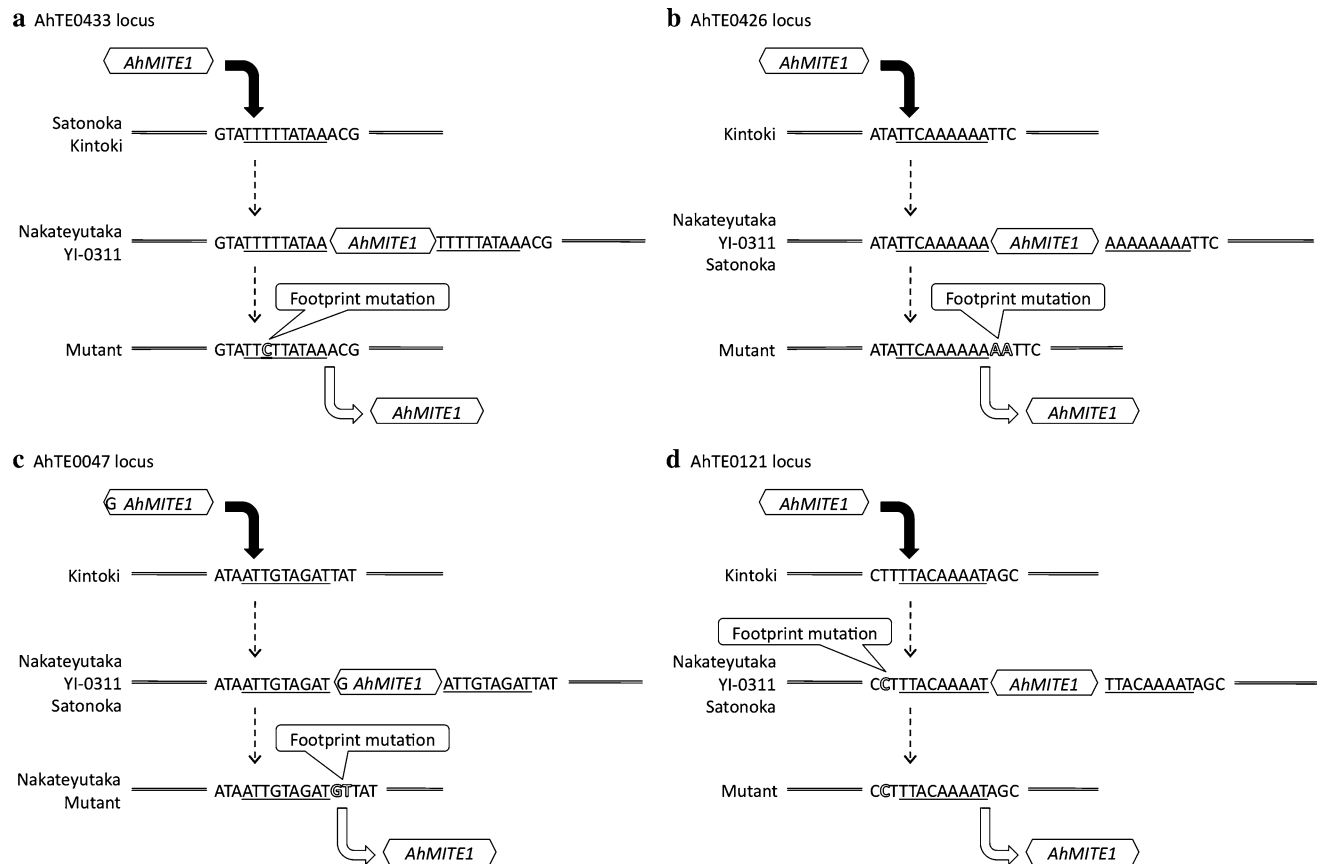 a AhTE0433 locus
AhMITE1
Satonoka
Kintoki
GTATTTTTATAAACG
Nakateyutaka
YI-0311
GTATTTTTATAA AhMITE1 TTTTTATAAACG
Footprint mutation
Mutant
GTATTCTTATAAACG
AhMITE1
b AhTE0426 locus
AhMITE1
Kintoki
ATATTCAAAAAATTC
Nakateyutaka
YI-0311
Satonoka
ATATTCAAAAAA AhMITE1 AAAAAAAATTC
Footprint mutation
Mutant
ATATTCAAAAAAAATTC
AhMITE1
c AhTE0047 locus
G AhMITE1
Kintoki
ATAATTGTAGATTAT
Nakateyutaka
YI-0311
Satonoka
ATAATTGTAGAT G AhMITE1 ATTGTAGATTAT
Footprint mutation
Nakateyutaka
Mutant
ATAATTGTAGATGTTAT
AhMITE1
d AhTE0121 locus
AhMITE1
Kintoki
CTTTTACAAAATAGC
Footprint mutation
Nakateyutaka
YI-0311
Satonoka
CCTTTACAAAAT AhMITE1 TTACAAAATAGC
Mutant
CCTTTACAAAATAGC
AhMITE1